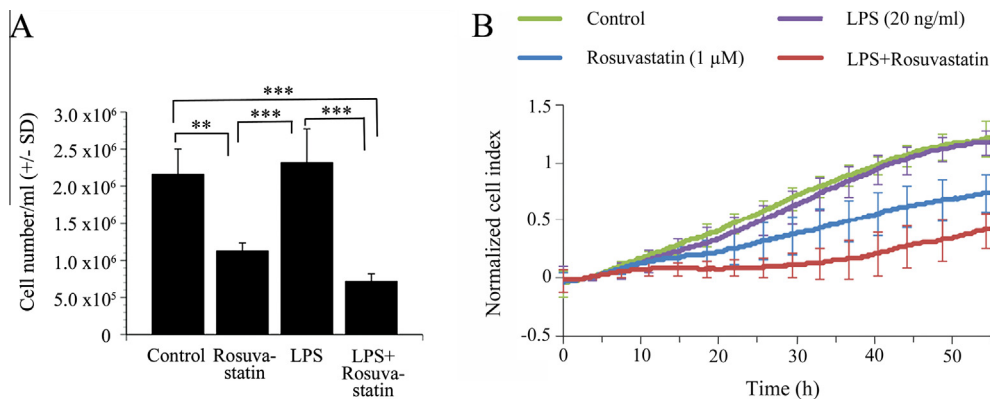 A
Cell number/ml (+/- SD)
3.0 x10⁶
2.5 x10⁶
2.0 x10⁶
1.5 x10⁶
1.0 x10⁶
5.0 x10⁵
0
***
** *** ***
Control
Rosuva-
statin
LPS
LPS+
Rosuva-
statin
B
Control
LPS (20 ng/ml)
Rosuvastatin (1 µM)
LPS+Rosuvastatin
Normalized cell index
1.5
1
0.5
0
-0.5
0 10 20 30 40 50
Time (h)